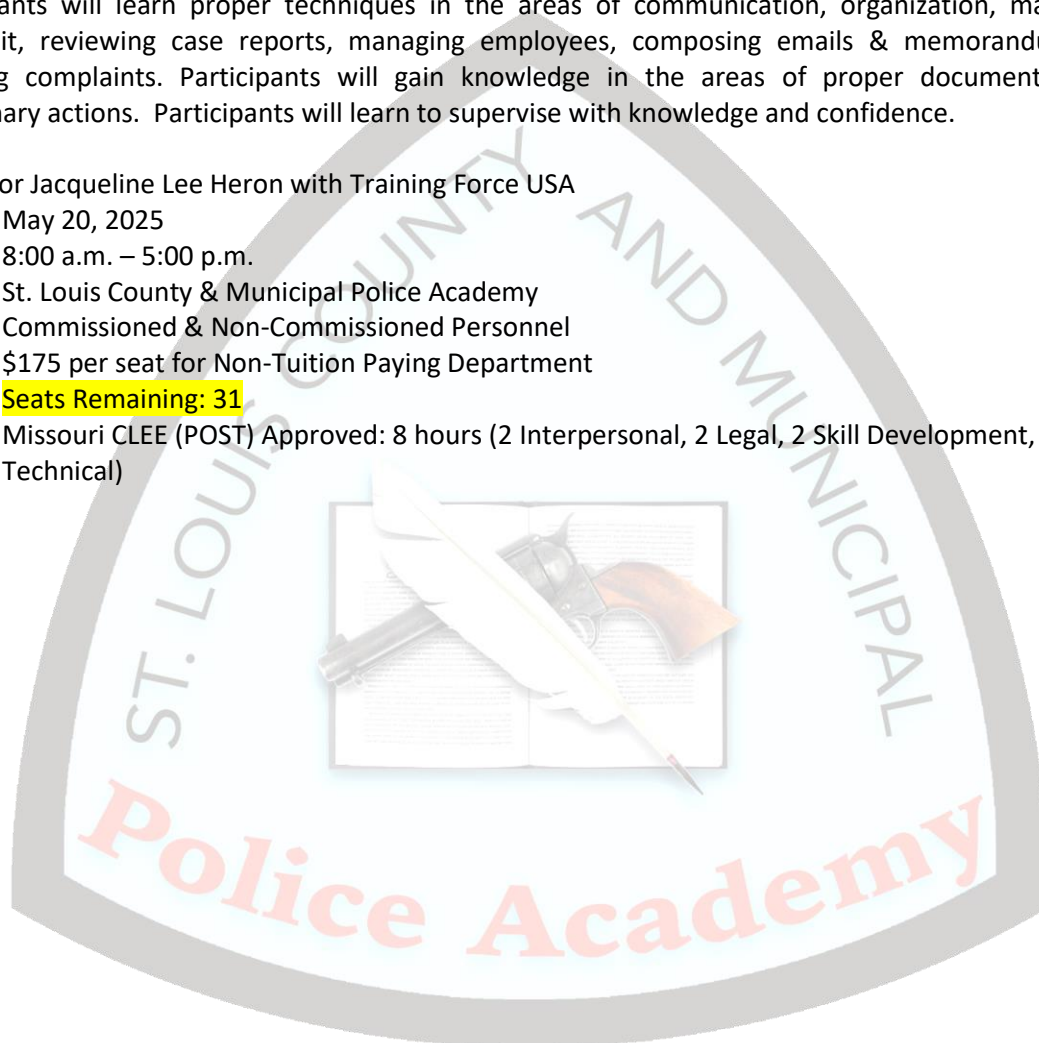 ants will learn proper techniques in the areas of communication, organization, ma
it, reviewing case reports, managing employees, composing emails & memorandu
g complaints. Participants will gain knowledge in the areas of proper document
nary actions. Participants will learn to supervise with knowledge and confidence.
or Jacqueline Lee Heron with Training Force USA
May 20, 2025
8:00 a.m. – 5:00 p.m.
St. Louis County & Municipal Police Academy
Commissioned & Non-Commissioned Personnel
$175 per seat for Non-Tuition Paying Department
Seats Remaining: 31
Missouri CLEE (POST) Approved: 8 hours (2 Interpersonal, 2 Legal, 2 Skill Development,
Technical)
ST. LOUIS COUNTY AND MUNICIPAL
Police Academy